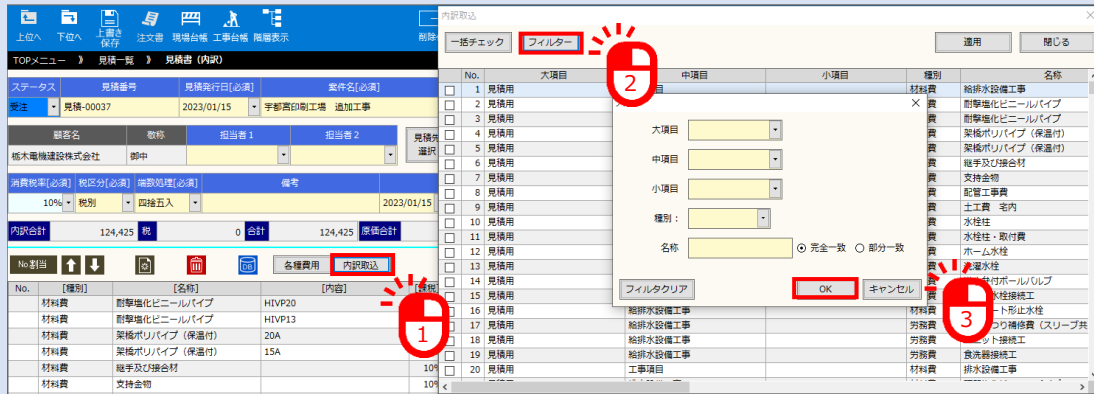 上位へ 下位へ 上書き保存 注文書 現場台帳 工事台帳 階層表示 削除
TOPメニュー 》 見積一覧 》 見積書 (内訳)
ステータス 見積番号 見積発行日[必須] 案件名[必須]
受注 見積-00037 2023/01/15 宇都宮印刷工場 追加工事
顧客名 敬称 担当者1 担当者2 見積先選択
栃木電機建設株式会社 御中
消費税率[必須] 税区分[必須] 端数処理[必須] 備考
10% 税別 四捨五入 2023/01/15
内訳合計 124,425 税 0 合計 124,425 原価合計
No割当 DB 各種費用 内訳取込
1
No. [種別] [名称] [内容] [課税]
材料費 耐撃塩化ビニールパイプ HIVP20
材料費 耐撃塩化ビニールパイプ HIVP13
材料費 架橋ポリパイプ(保温付) 20A
材料費 架橋ポリパイプ(保温付) 15A
材料費 継手及び接合材 10%
材料費 支持金物 10%
内訳取込
一括チェック フィルター 適用 閉じる
2
No. 大項目 中項目 小項目 種別 名称
1 見積用 材料費 給排水設備工事
2 見積用 費 耐撃塩化ビニールパイプ
3 見積用 費 耐撃塩化ビニールパイプ
4 見積用 費 架橋ポリパイプ(保温付)
5 見積用 費 架橋ポリパイプ(保温付)
6 見積用 費 継手及び接合材
7 見積用 費 支持金物
8 見積用 費 配管工事費
9 見積用 費 土工費 宅内
10 見積用 費 水栓柱
11 見積用 費 水栓柱・取付費
12 見積用 費 ホーム水栓
13 見積用 費 洗濯水栓
14 見積用 付ボールバルブ
15 見積用 水栓接続工
16 見積用 給排水設備工事 材料費 ート形止水栓
17 見積用 給排水設備工事 労務費 つり補修費(スリーブ共
18 見積用 給排水設備工事 労務費 ット接続工
19 見積用 給排水設備工事 労務費 食洗器接続工
20 見積用 工事項目 材料費 排水設備工事
大項目
中項目
小項目
種別:
名称 完全一致 部分一致
フィルタクリア OK キャンセル
3